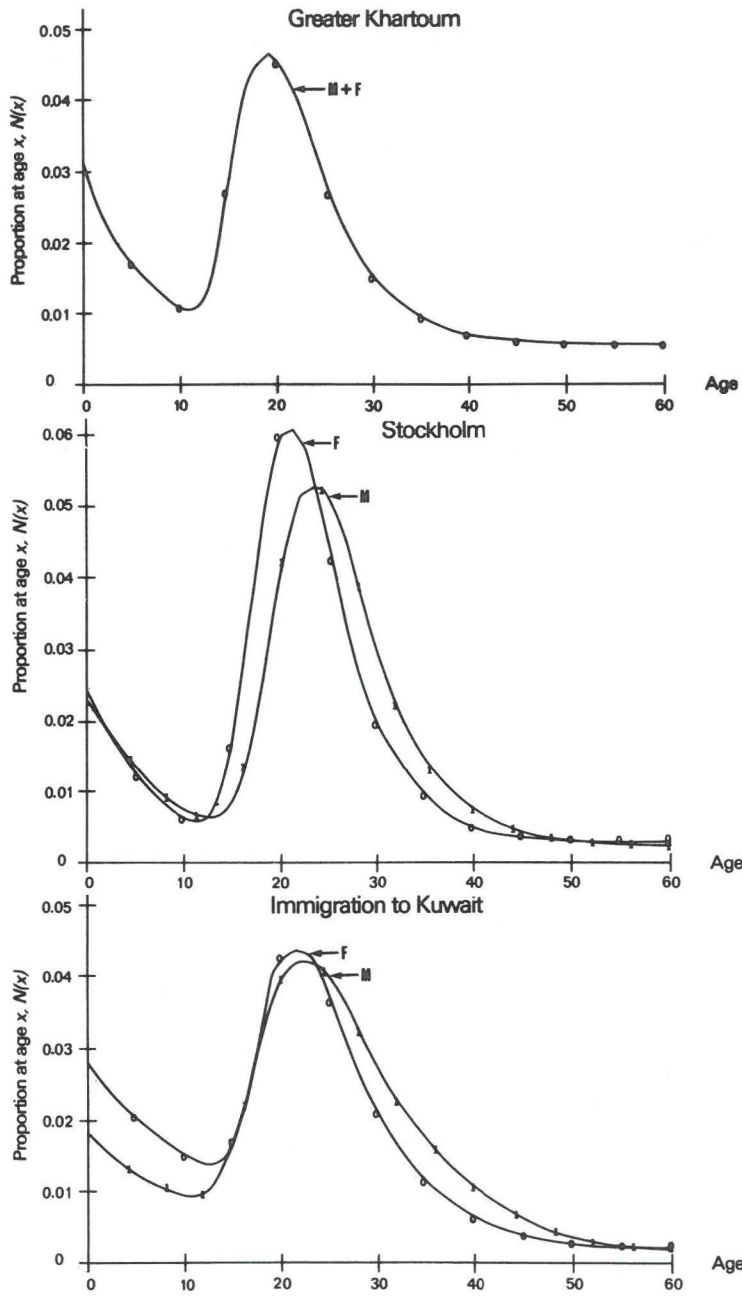 Greater Khartoum
0.05
0.04
0.03
0.02
0.01
0
Proportion at age x, N(x)
M + F
0 10 20 30 40 50 60
Age
Stockholm
0.06
0.05
0.04
0.03
0.02
0.01
0
Proportion at age x, N(x)
F
M
0 10 20 30 40 50 60
Age
Immigration to Kuwait
0.05
0.04
0.03
0.02
0.01
0
Proportion at age x, N(x)
F
M
0 10 20 30 40 50 60
Age